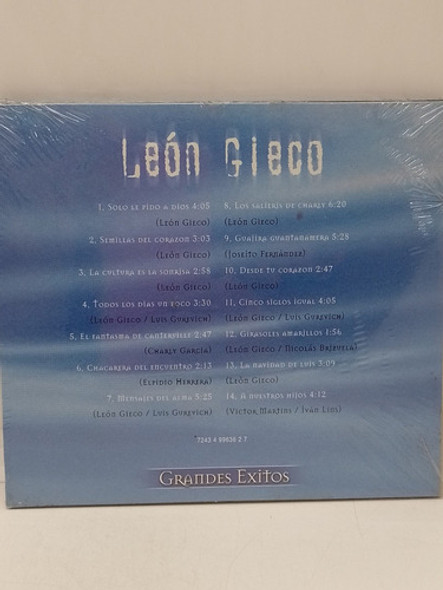 León Gieco
1. Solo le pido a Dios 4:05
(León Gieco)
2. Semillas del corazon 3:03
(León Gieco)
3. La cultura es la sonrisa 2:58
(León Gieco)
4. Todos los días un poco 3:30
(León Gieco / Luis Gurevich)
5. El fantasma de Canterville 2:47
(Charly García)
6. Chacarera del encuentro 2:13
(Elpidio Herrera)
7. Mensajes del alma 5:25
(León Gieco / Luis Gurevich)
8. Los salieris de Charly 6:20
(León Gieco)
9. Guajira guantanamera 5:28
(Joseito Fernández)
10. Desde tu corazon 2:47
(León Gieco)
11. Cinco siglos igual 4:05
(León Gieco / Luis Gurevich)
12. Girasoles amarillos 1:56
(León Gieco / Nicolás Brizuela)
13. La navidad de Luis 3:09
(León Gieco)
14. A nuestros hijos 4:12
(Victor Martins / Iván Lins)
Grandes Exitos